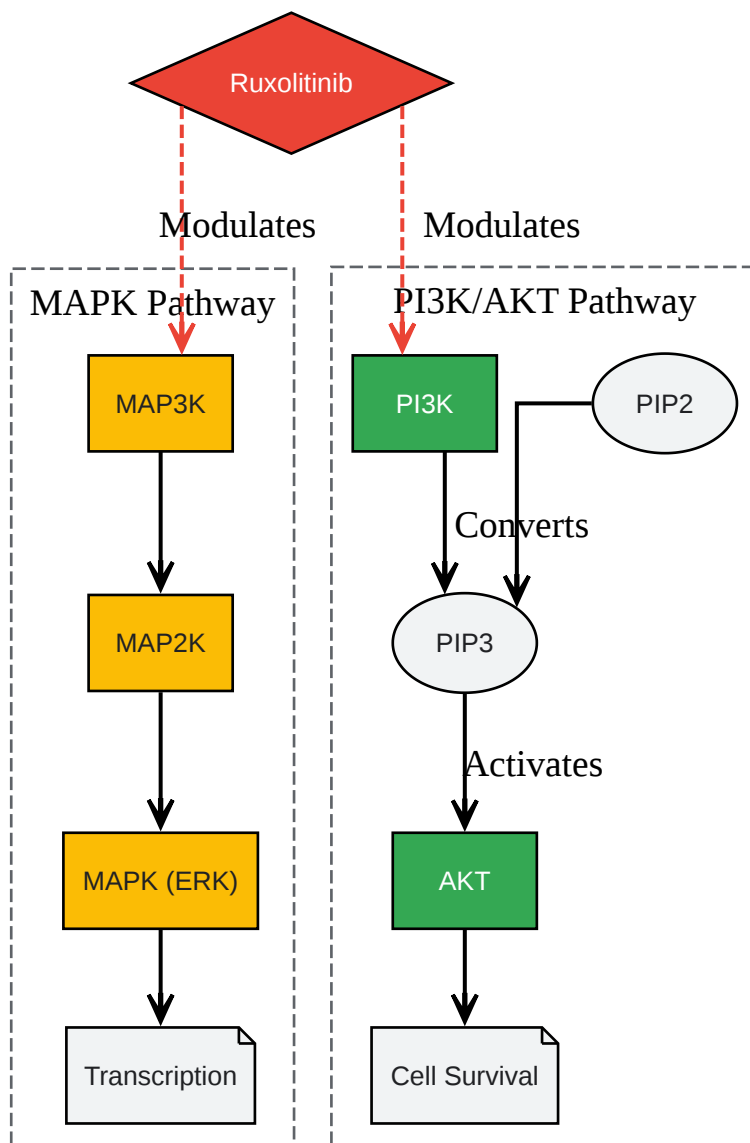 Ruxolitinib
Modulates
Modulates
MAPK Pathway
PI3K/AKT Pathway
MAP3K
PI3K
PIP2
Converts
MAP2K
PIP3
Activates
MAPK (ERK)
AKT
Transcription
Cell Survival